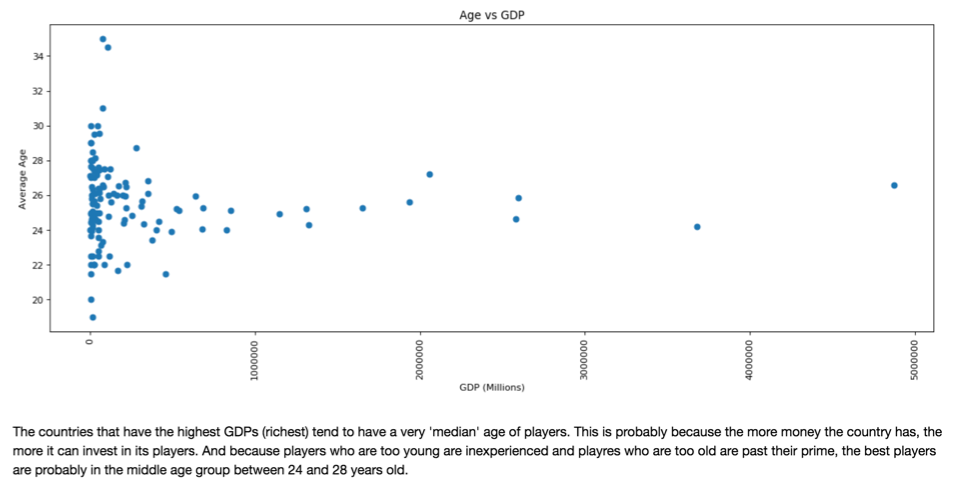 Age vs GDP
Average Age
34
32
30
28
26
24
22
20
0
1000000
2000000
3000000
4000000
5000000
GDP (Millions)
The countries that have the highest GDPs (richest) tend to have a very 'median' age of players. This is probably because the more money the country has, the
more it can invest in its players. And because players who are too young are inexperienced and playres who are too old are past their prime, the best players
are probably in the middle age group between 24 and 28 years old.